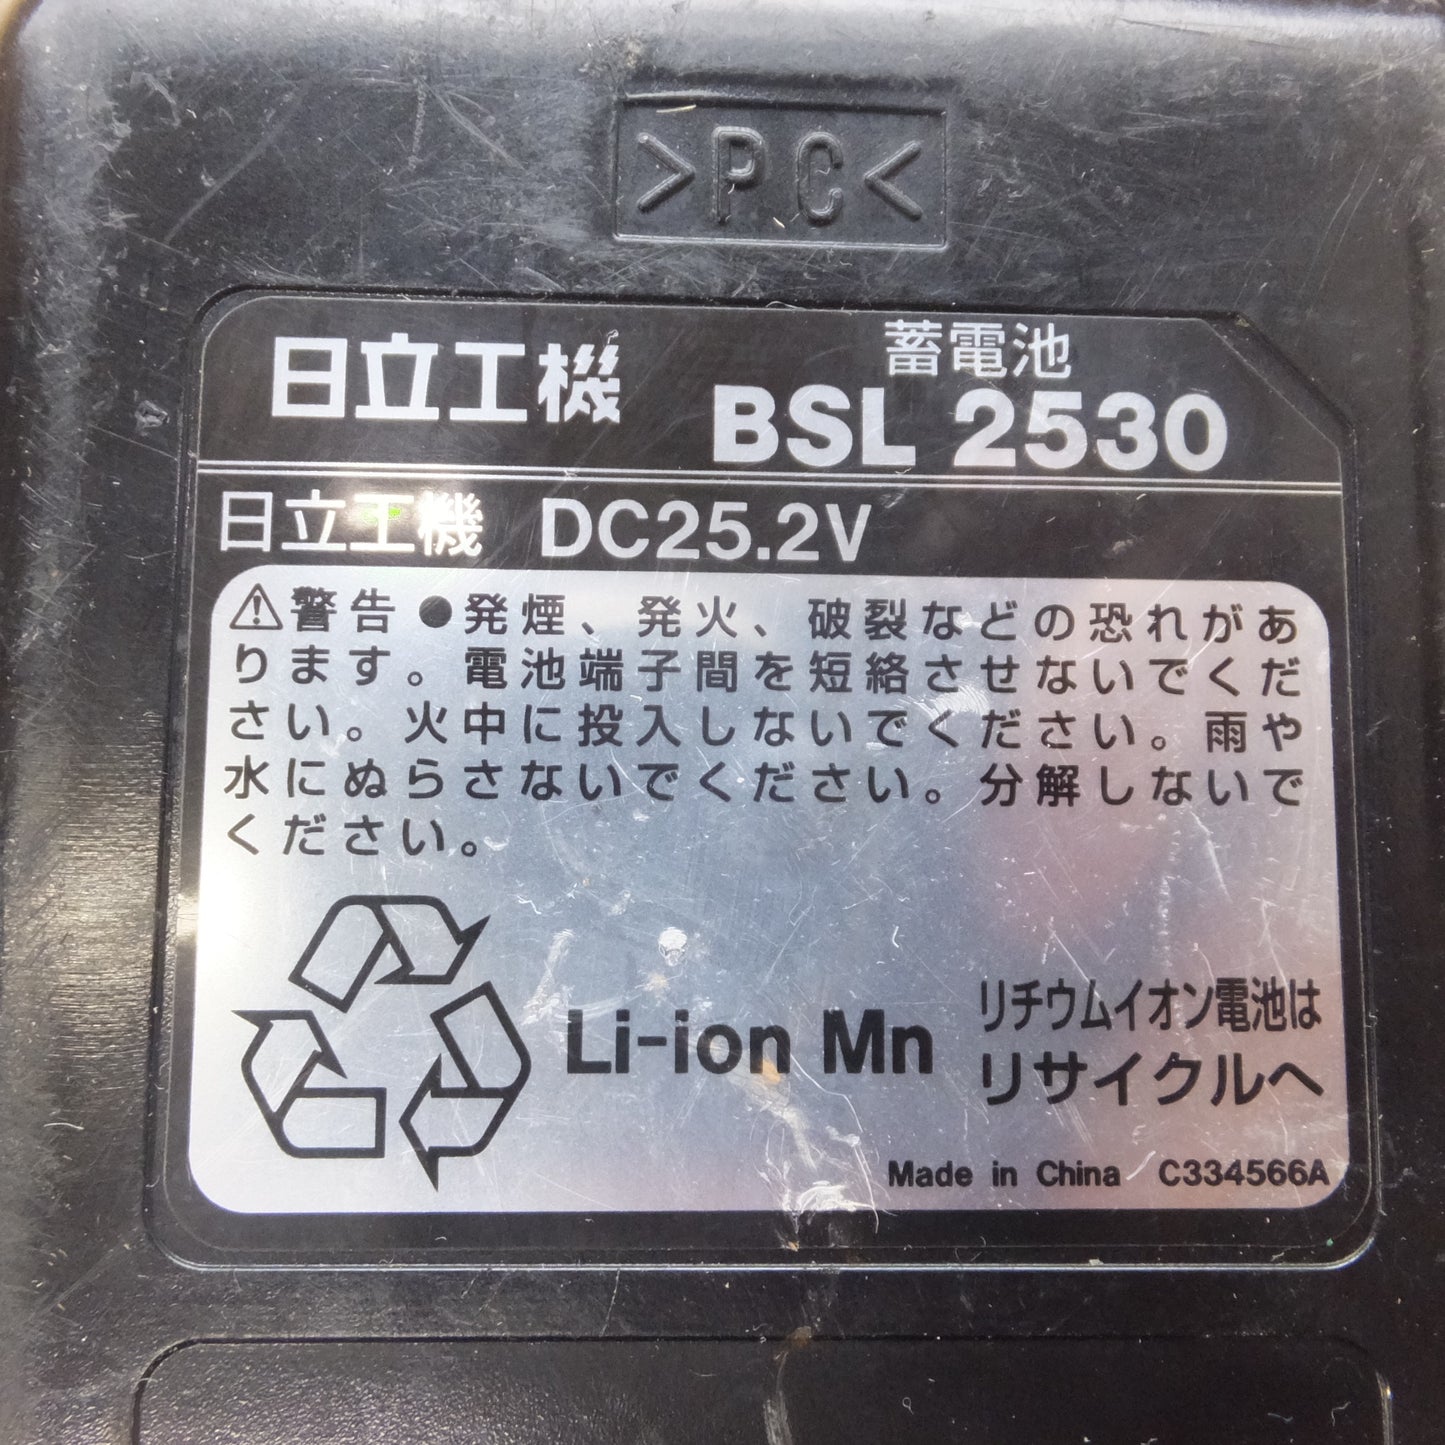 >PC<
日立工機
蓄電池
BSL 2530
日立工機 DC25.2V
⚠警告 ●発煙、発火、破裂などの恐れがあ
ります。電池端子間を短絡させないでくだ
さい。火中に投入しないでください。雨や
水にぬらさないでください。分解しないで
ください。
Li-ion Mn
リチウムイオン電池は
リサイクルへ
Made in China C334566A